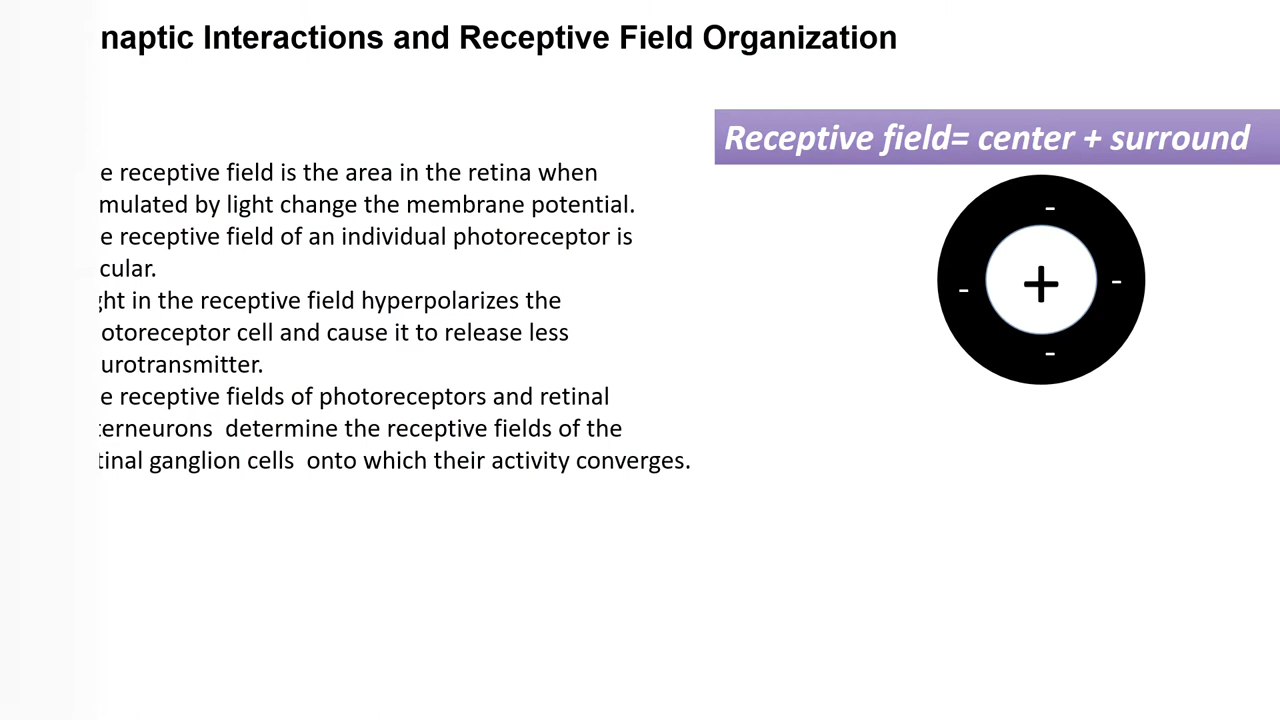 naptic Interactions and Receptive Field Organization
Receptive field= center + surround
e receptive field is the area in the retina when
mulated by light change the membrane potential.
e receptive field of an individual photoreceptor is
cular.
ght in the receptive field hyperpolarizes the
otoreceptor cell and cause it to release less
urotransmitter.
e receptive fields of photoreceptors and retinal
terneurons determine the receptive fields of the
tinal ganglion cells onto which their activity converges.
-
- + -
-